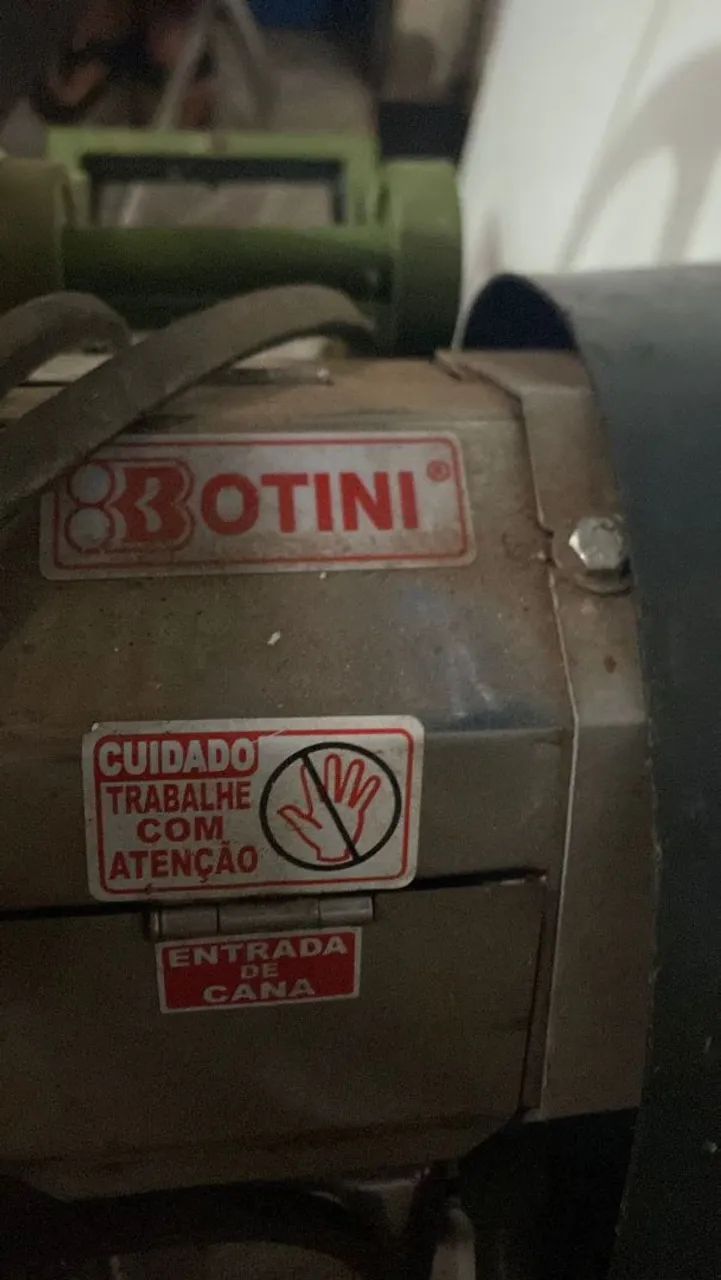 BOTINI®
CUIDADO
TRABALHE
COM
ATENÇÃO
ENTRADA
DE
CANA